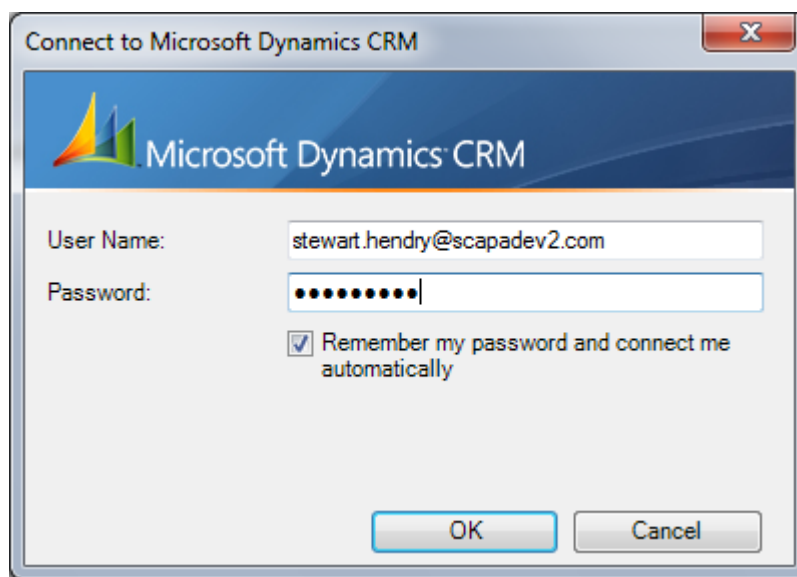 Connect to Microsoft Dynamics CRM
Microsoft Dynamics CRM
User Name:
stewart.hendry@scapadev2.com
Password:
●●●●●●●●●
Remember my password and connect me
automatically
OK
Cancel